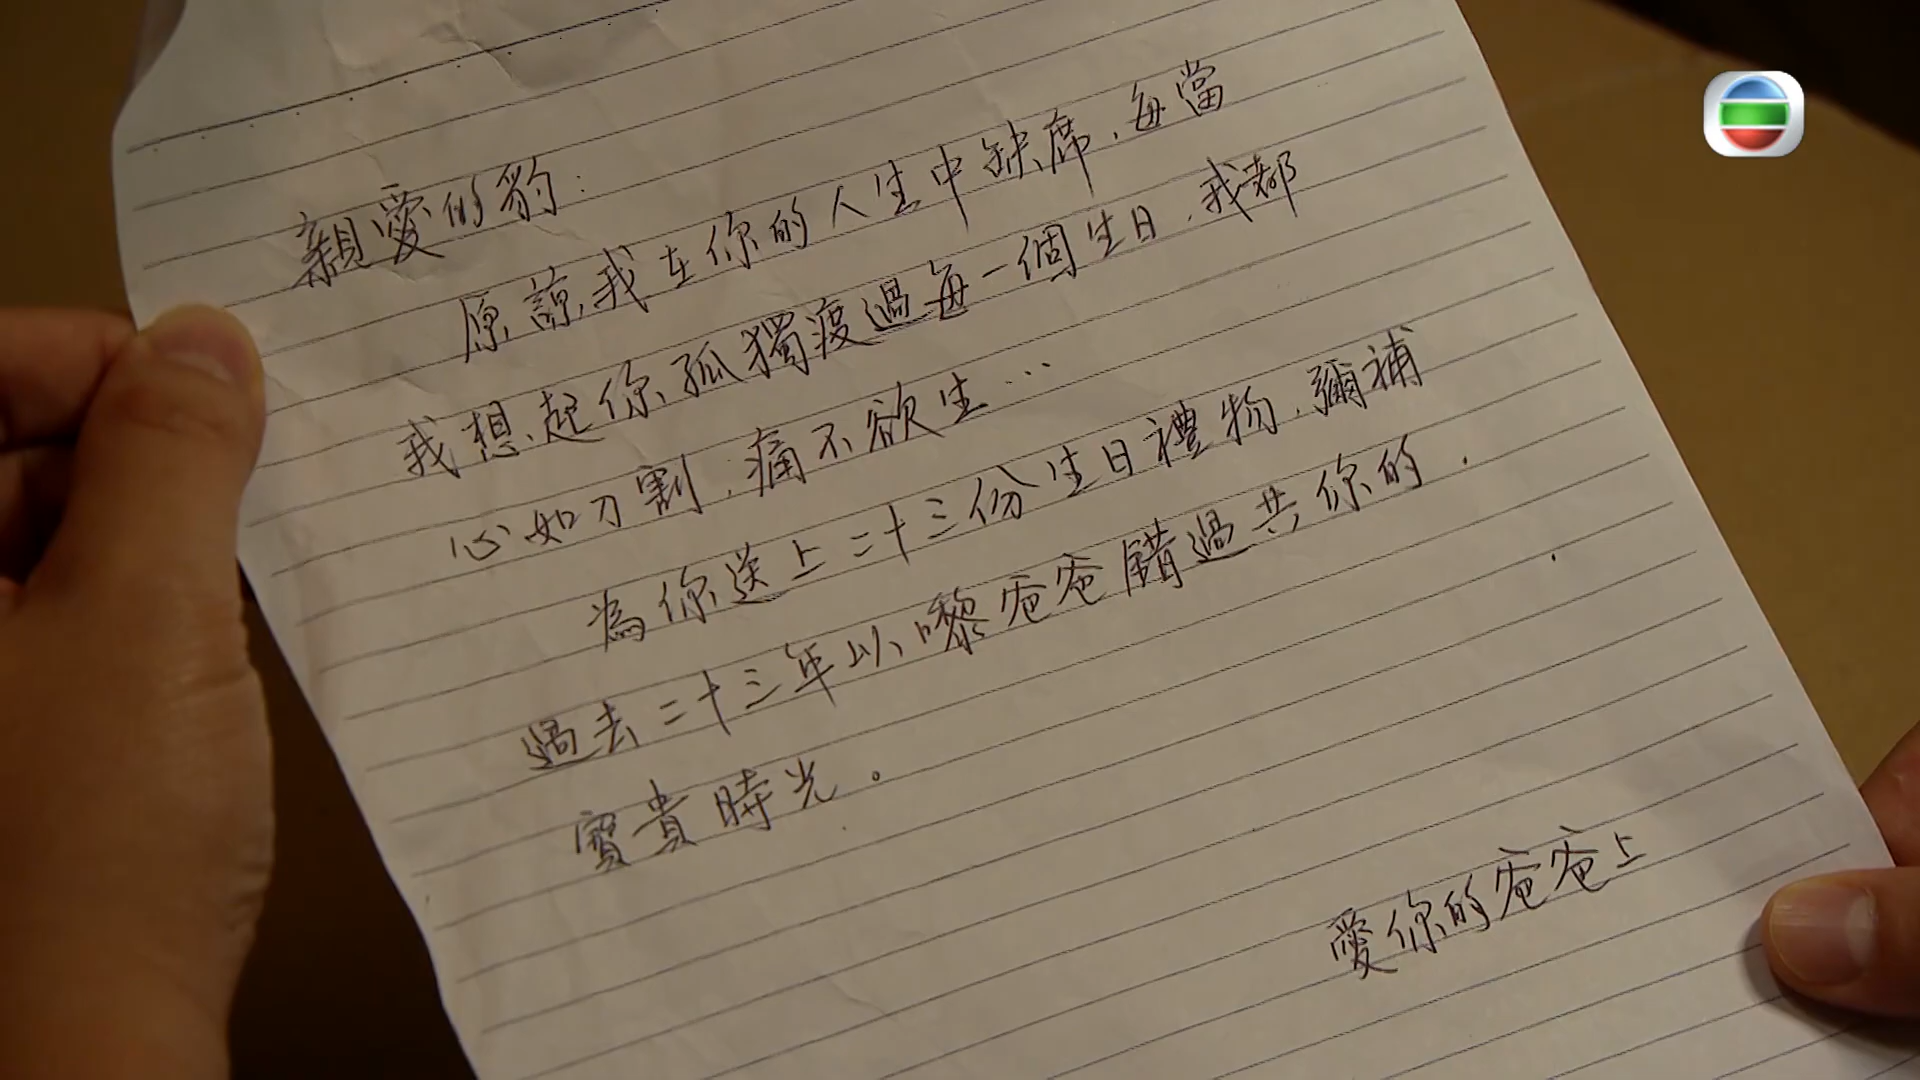 親愛的豹：
原諒我在你的人生中缺席，每當
我想起你孤獨渡過每一個生日，我都
心如刀割，痛不欲生…
為你送上二十三份生日禮物，彌補
過去二十三年以嚟爸爸錯過共你的
寶貴時光。
愛你的爸爸上